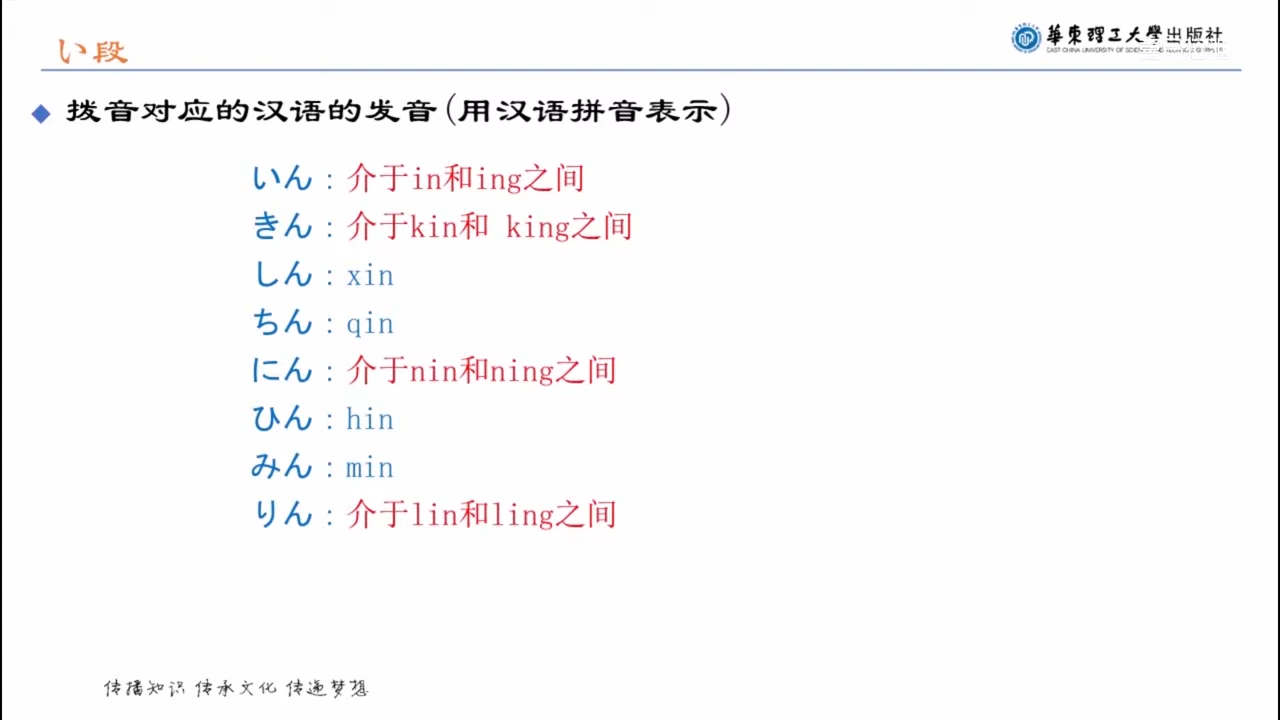 い段
華東理工大學出版社
EAST CHINA UNIVERSITY OF SCIEN
拨音对应的汉语的发音(用汉语拼音表示)
いん：介于in和ing之间
きん：介于kin和 king之间
しん：xin
ちん：qin
にん：介于nin和ning之间
ひん：hin
みん：min
りん：介于lin和ling之间
传播知识 传承文化 传递梦想